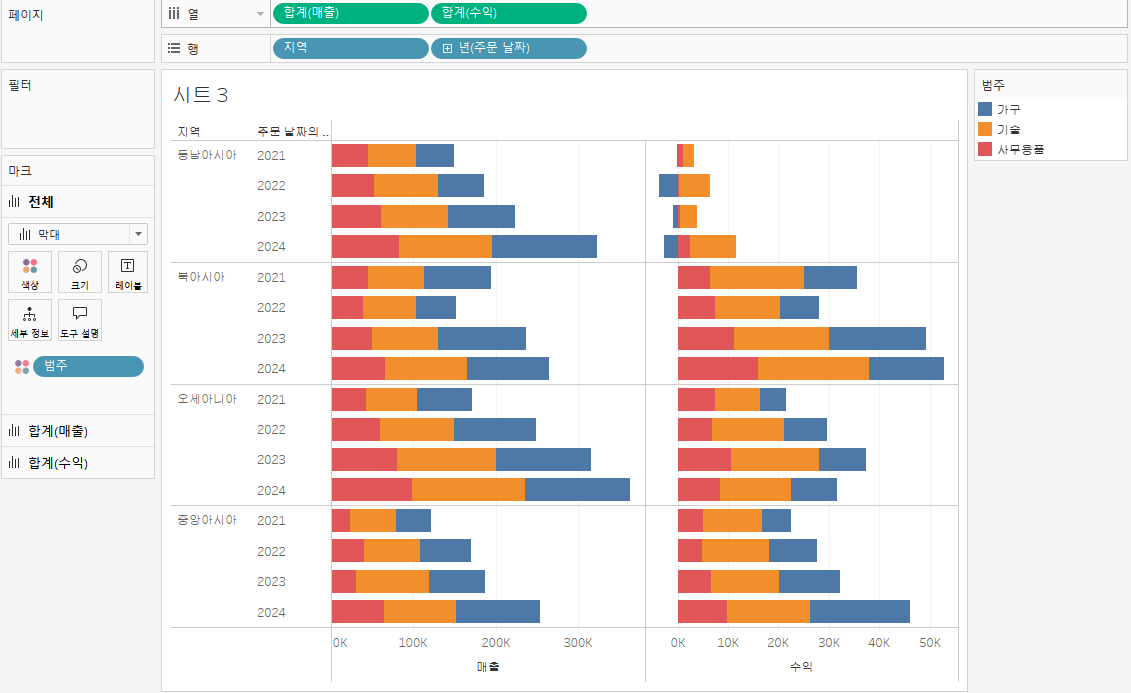 페이지
열
합계(매출)
합계(수익)
행
지역
년(주문 날짜)
필터
마크
전체
막대
색상
크기
레이블
세부 정보
도구 설명
범주
합계(매출)
합계(수익)
시트 3
지역
주문 날짜의 ..
동남아시아
2021
2022
2023
2024
북아시아
2021
2022
2023
2024
오세아니아
2021
2022
2023
2024
중앙아시아
2021
2022
2023
2024
0K 100K 200K 300K
0K 10K 20K 30K 40K 50K
매출
수익
범주
가구
기술
사무용품